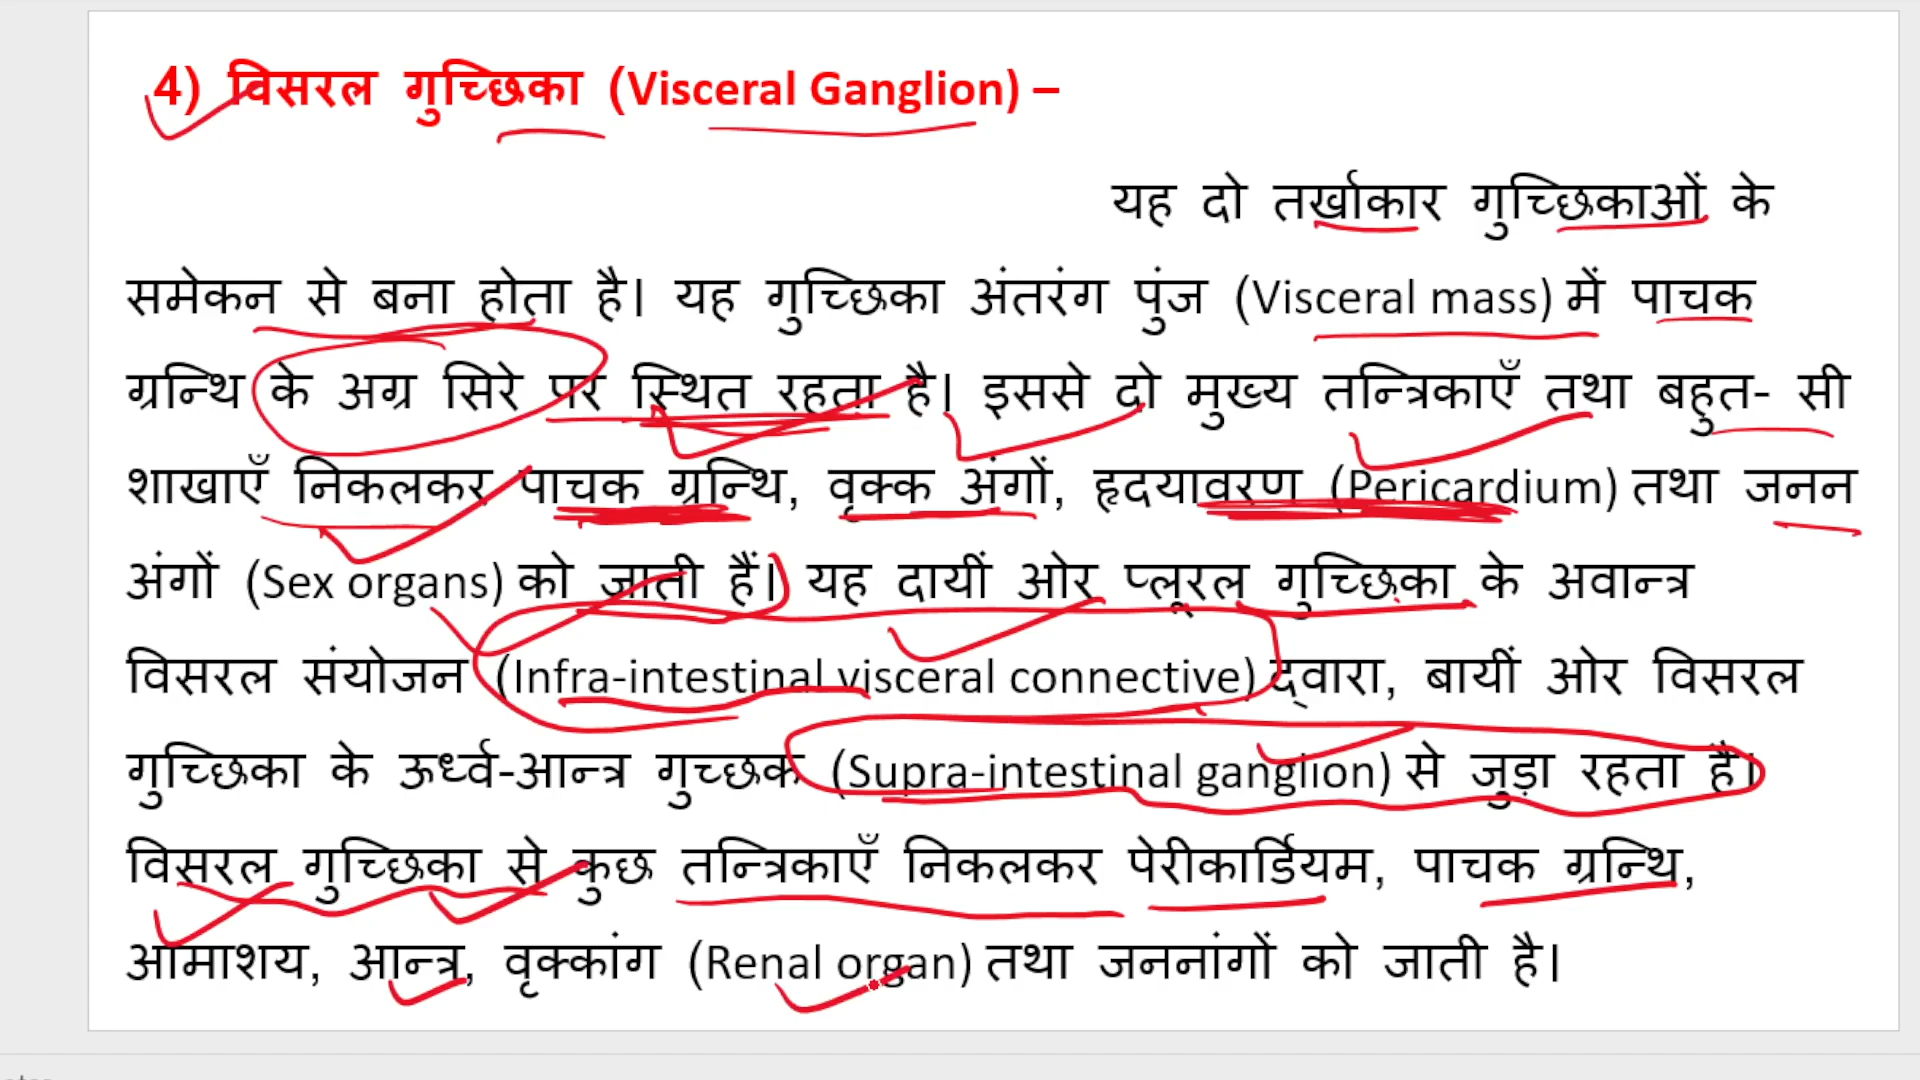 4) विसरल गुच्छिका (Visceral Ganglion) –
यह दो तर्खाकार गुच्छिकाओं के
समेकन से बना होता है। यह गुच्छिका अंतरंग पुंज (Visceral mass) में पाचक
ग्रन्थि के अग्र सिरे पर स्थित रहता है। इससे दो मुख्य तन्त्रिकाएँ तथा बहुत- सी
शाखाएँ निकलकर पाचक ग्रन्थि, वृक्क अंगों, हृदयावरण (Pericardium) तथा जनन
अंगों (Sex organs) को जाती हैं। यह दायीं ओर प्लूरल गुच्छिका के अवान्त्र
विसरल संयोजन (Infra-intestinal visceral connective) द्वारा, बायीं ओर विसरल
गुच्छिका के ऊर्ध्व-आन्त्र गुच्छक (Supra-intestinal ganglion) से जुड़ा रहता है।
विसरल गुच्छिका से कुछ तन्त्रिकाएँ निकलकर पेरीकार्डियम, पाचक ग्रन्थि,
आमाशय, आन्त्र, वृक्कांग (Renal organ) तथा जननांगों को जाती है।